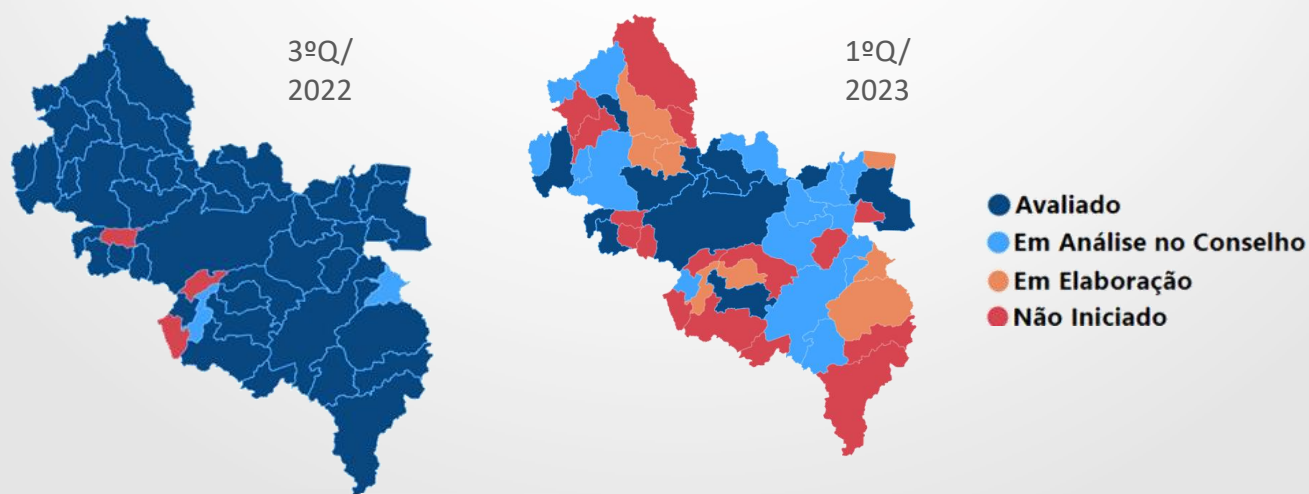 3ºQ/
2022
1ºQ/
2023
Avaliado
Em Análise no Conselho
Em Elaboração
Não Iniciado